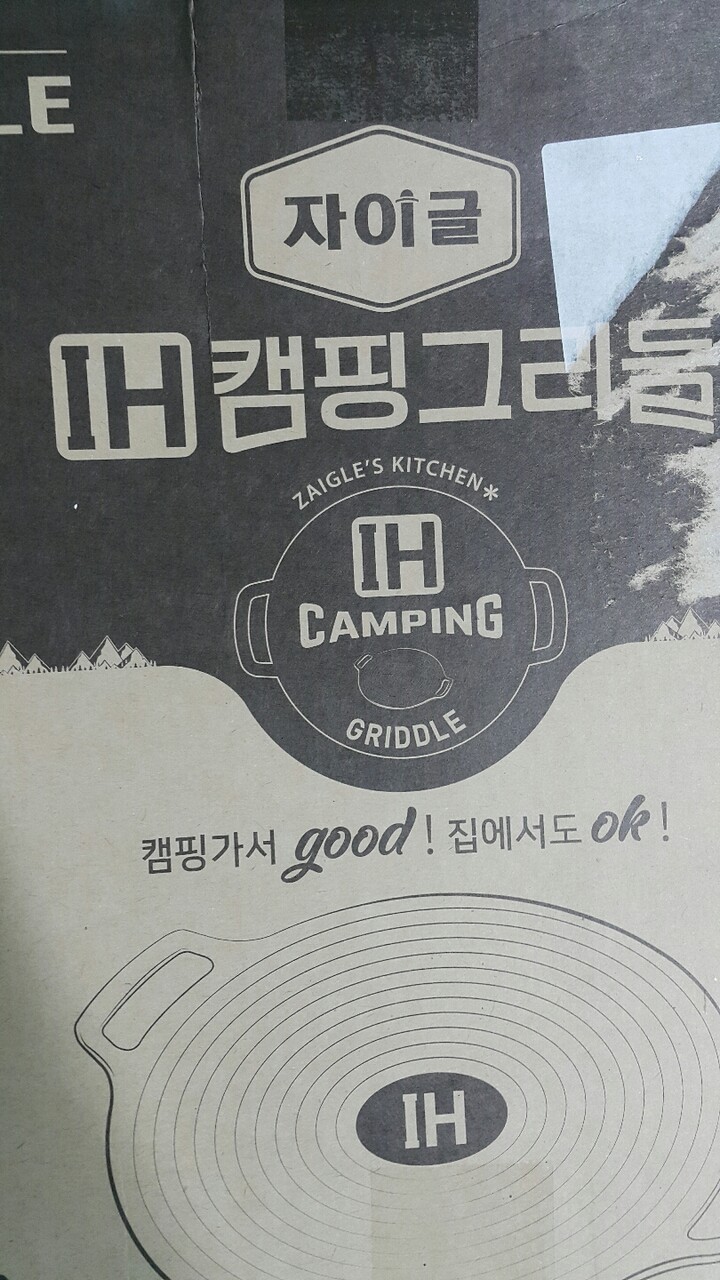 LE
자이글
IH 캠핑그리들
ZAIGLE'S KITCHEN*
IH
CAMPING
GRIDDLE
캠핑가서 good! 집에서도 ok!
IH